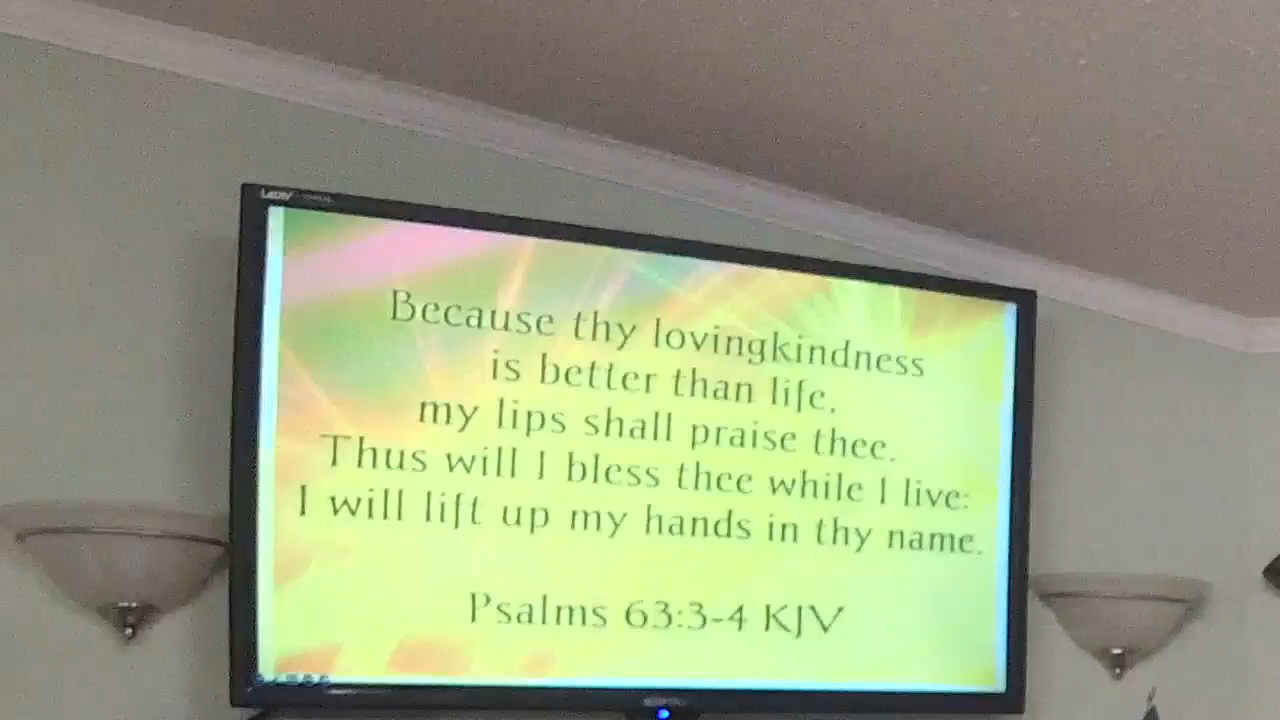 Because thy lovingkindness
is better than life,
my lips shall praise thee.
Thus will I bless thee while I live:
I will lift up my hands in thy name.
Psalms 63:3-4 KJV